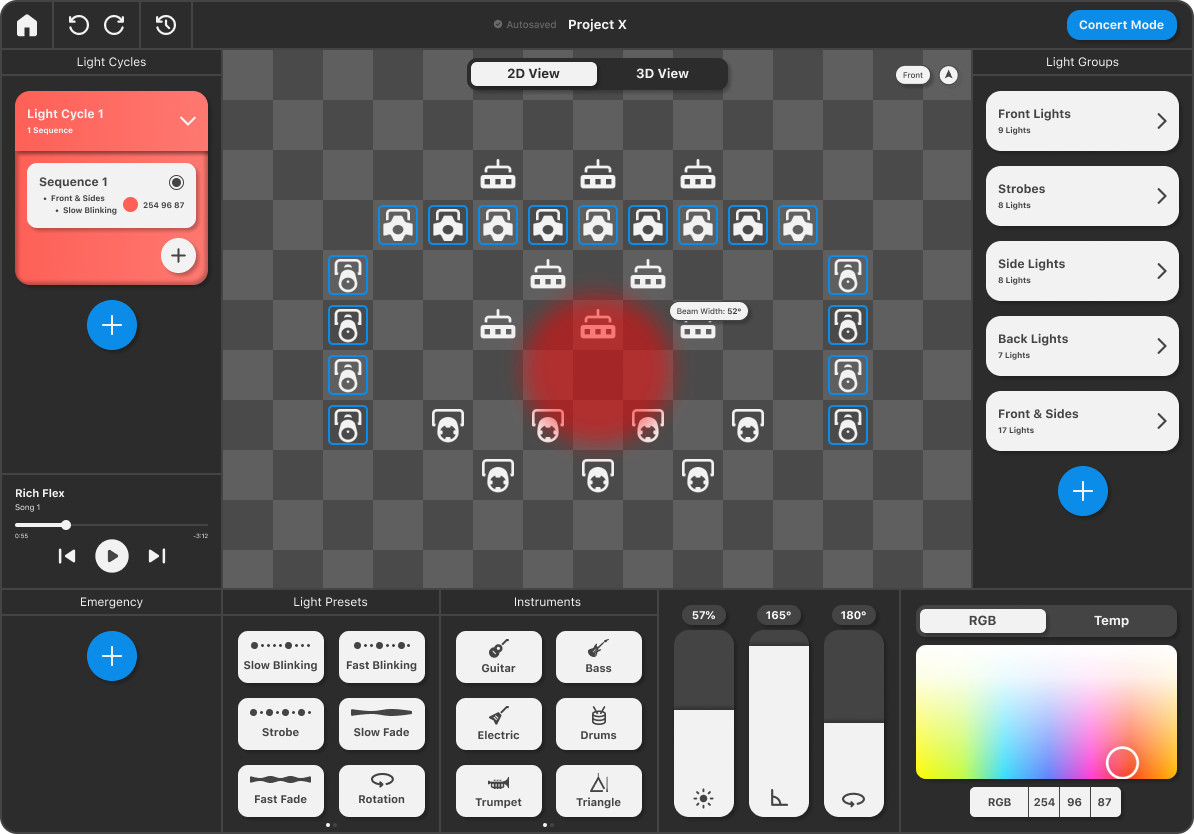 Autosaved
Project X
Concert Mode
Light Cycles
Light Cycle 1
1 Sequence
Sequence 1
• Front & Sides
• Slow Blinking
254 96 87
Rich Flex
Song 1
0:55
-3:12
2D View
3D View
Front
Beam Width: 52°
Light Groups
Front Lights
9 Lights
Strobes
8 Lights
Side Lights
8 Lights
Back Lights
7 Lights
Front & Sides
17 Lights
Emergency
Light Presets
Slow Blinking
Fast Blinking
Strobe
Slow Fade
Fast Fade
Rotation
Instruments
Guitar
Bass
Electric
Drums
Trumpet
Triangle
57%
165°
180°
RGB
Temp
RGB 254 96 87